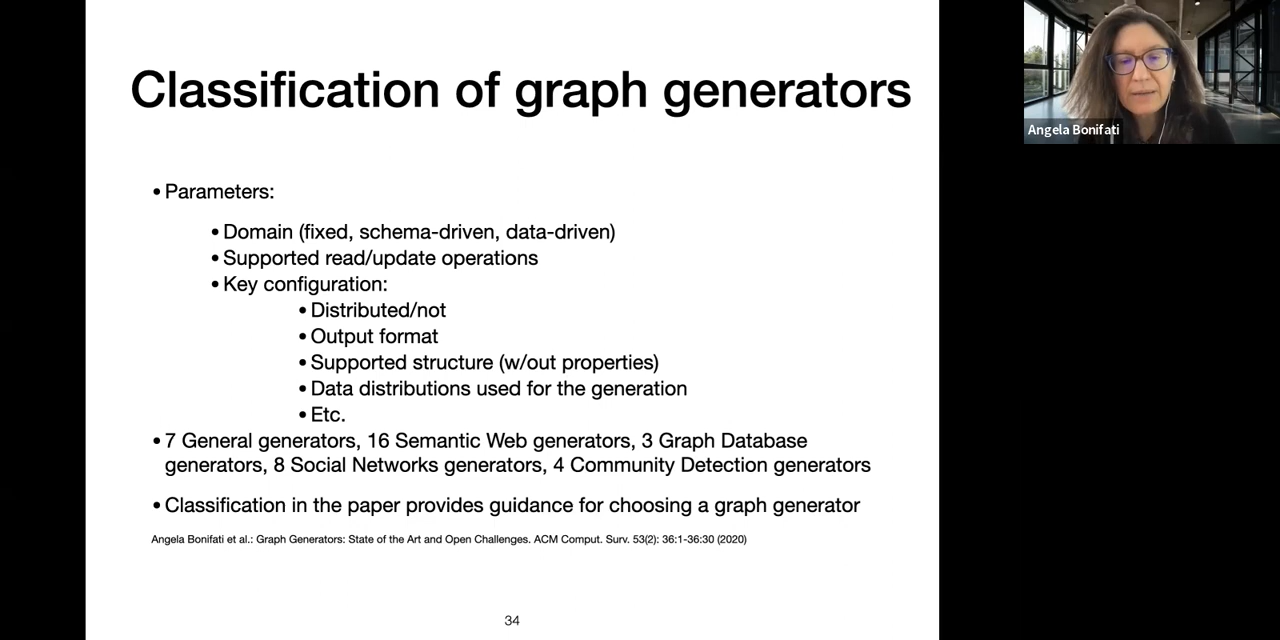 Classification of graph generators
• Parameters:
• Domain (fixed, schema-driven, data-driven)
• Supported read/update operations
• Key configuration:
• Distributed/not
• Output format
• Supported structure (w/out properties)
• Data distributions used for the generation
• Etc.
• 7 General generators, 16 Semantic Web generators, 3 Graph Database
generators, 8 Social Networks generators, 4 Community Detection generators
• Classification in the paper provides guidance for choosing a graph generator
Angela Bonifati et al.: Graph Generators: State of the Art and Open Challenges. ACM Comput. Surv. 53(2): 36:1-36:30 (2020)
34
Angela Bonifati